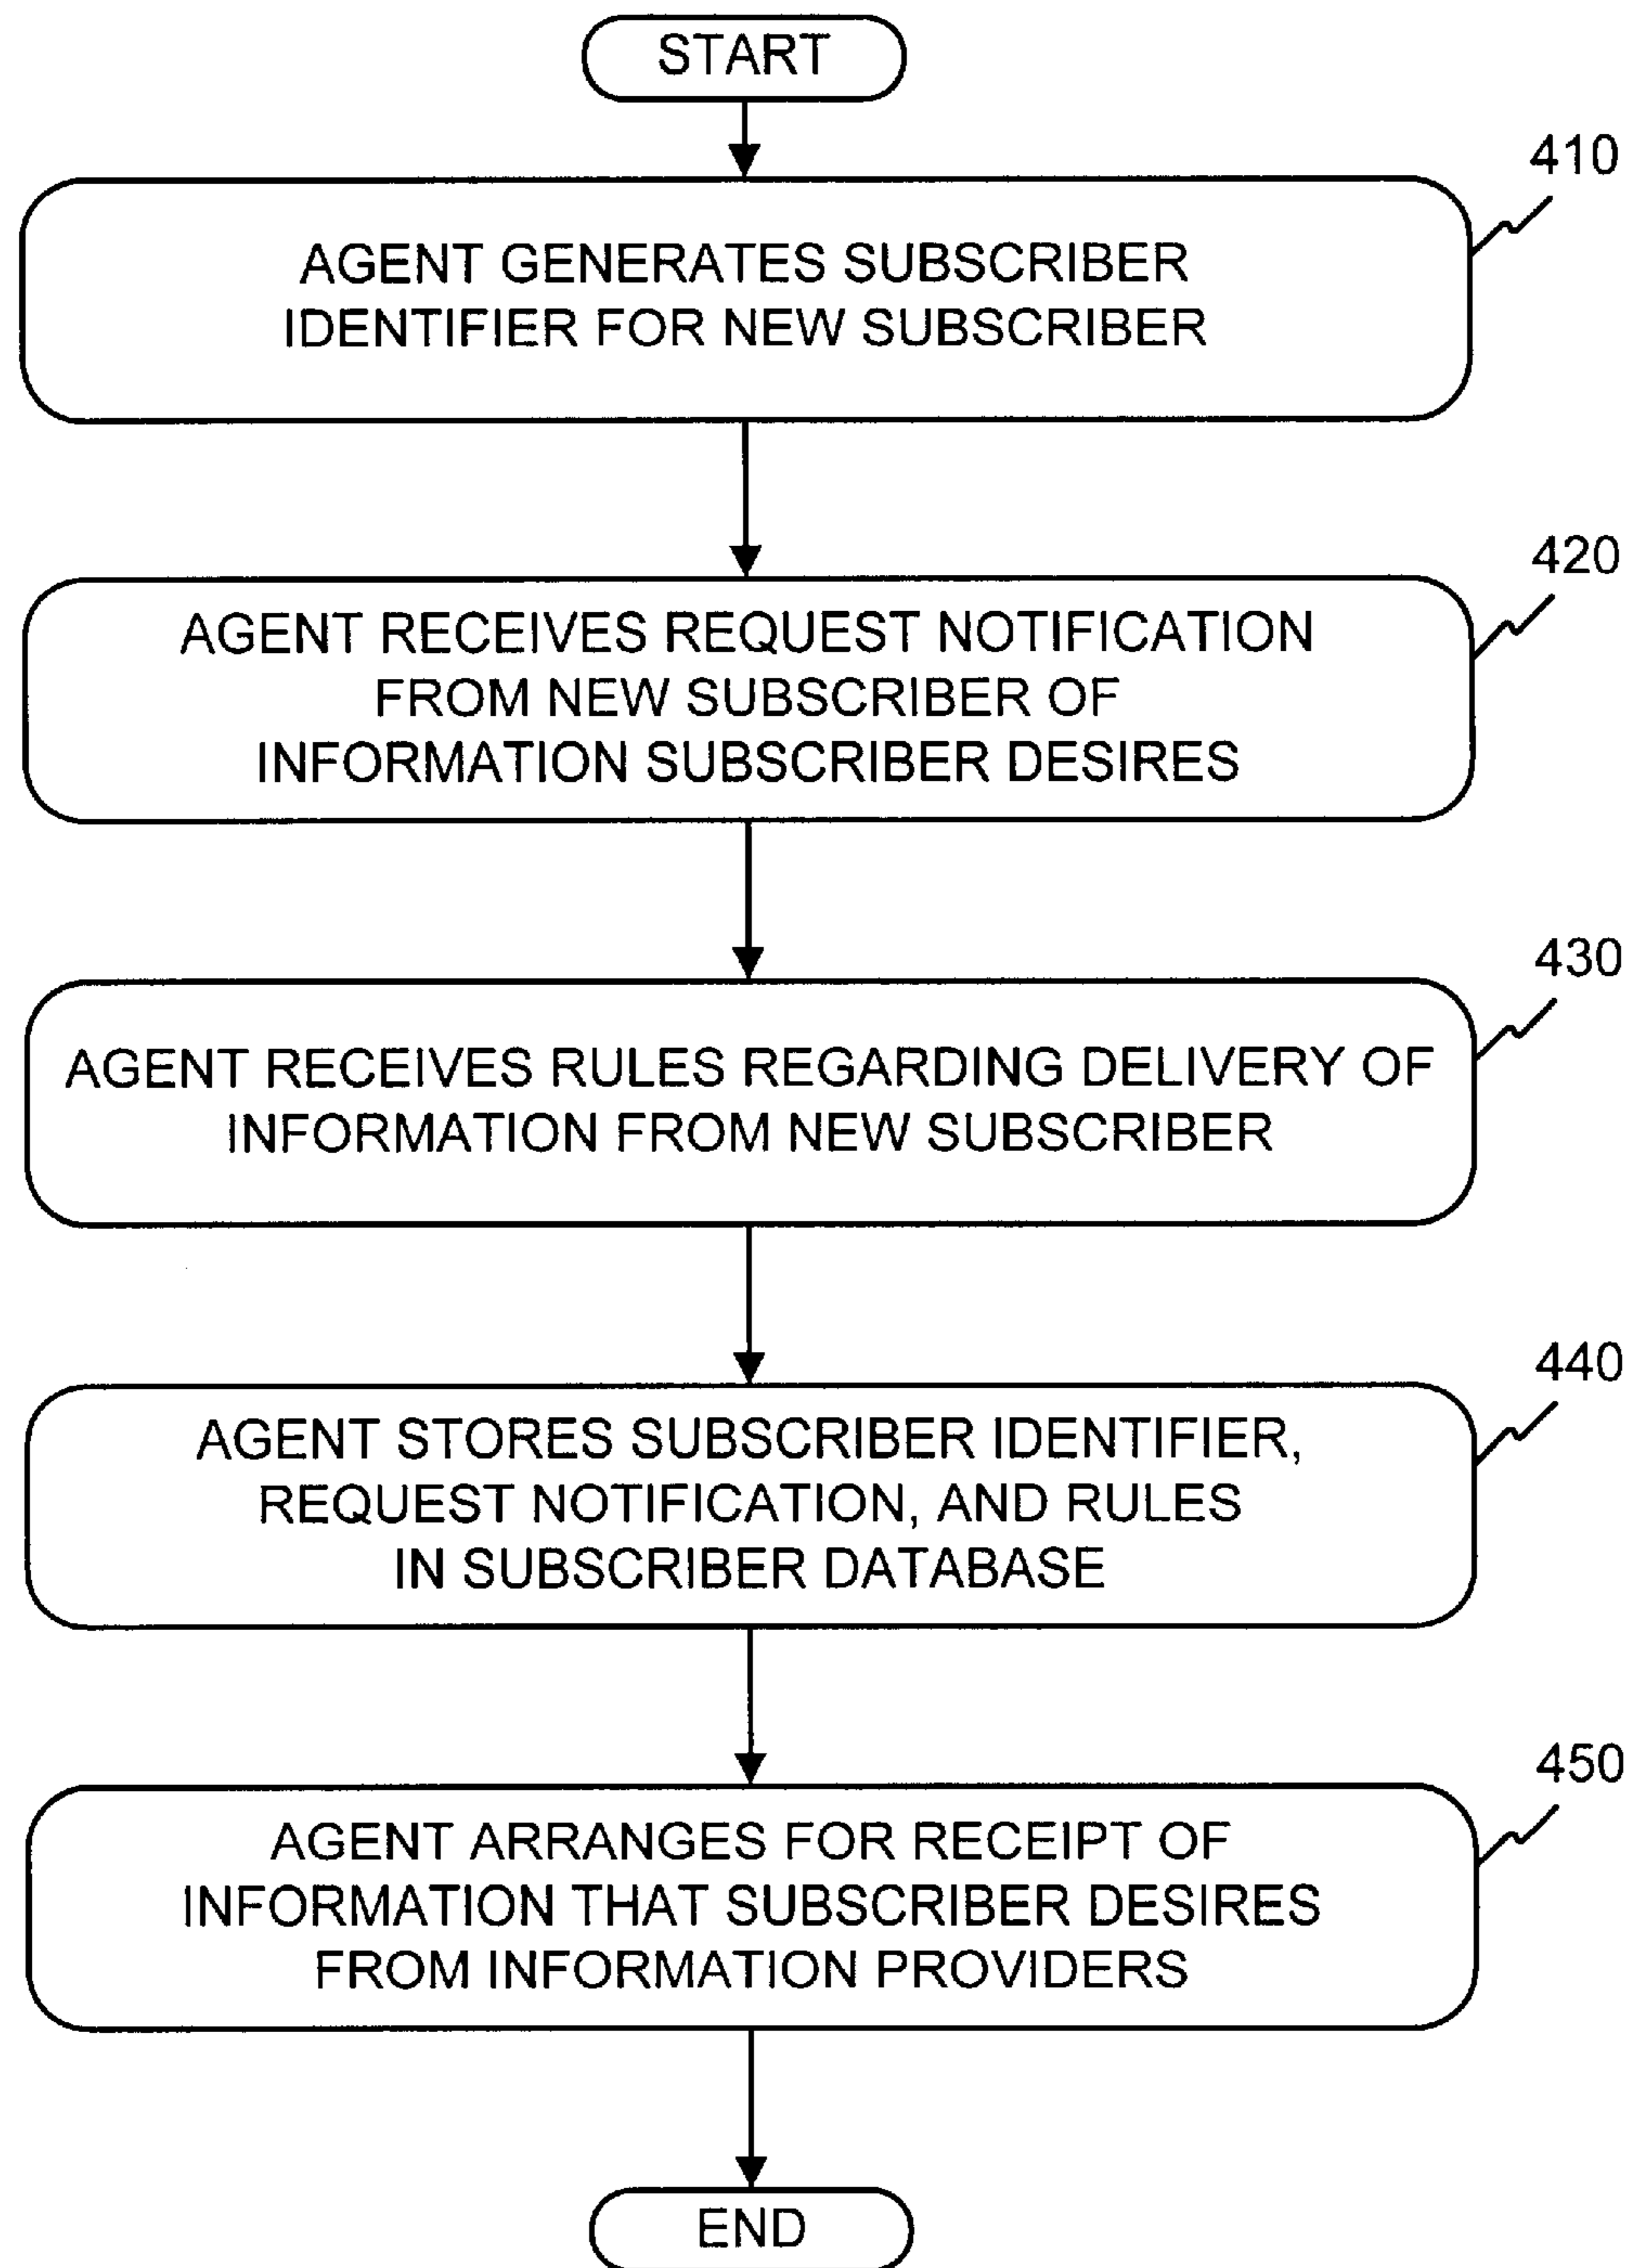 START
410
AGENT GENERATES SUBSCRIBER
IDENTIFIER FOR NEW SUBSCRIBER
420
AGENT RECEIVES REQUEST NOTIFICATION
FROM NEW SUBSCRIBER OF
INFORMATION SUBSCRIBER DESIRES
430
AGENT RECEIVES RULES REGARDING DELIVERY OF
INFORMATION FROM NEW SUBSCRIBER
440
AGENT STORES SUBSCRIBER IDENTIFIER,
REQUEST NOTIFICATION, AND RULES
IN SUBSCRIBER DATABASE
450
AGENT ARRANGES FOR RECEIPT OF
INFORMATION THAT SUBSCRIBER DESIRES
FROM INFORMATION PROVIDERS
END